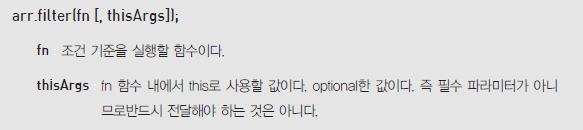 arr.filter(fn [, thisArgs]);
fn 조건 기준을 실행할 함수이다.
thisArgs fn 함수 내에서 this로 사용할 값이다. optional한 값이다. 즉 필수 파라미터가 아니
므로반드시 전달해야 하는 것은 아니다.